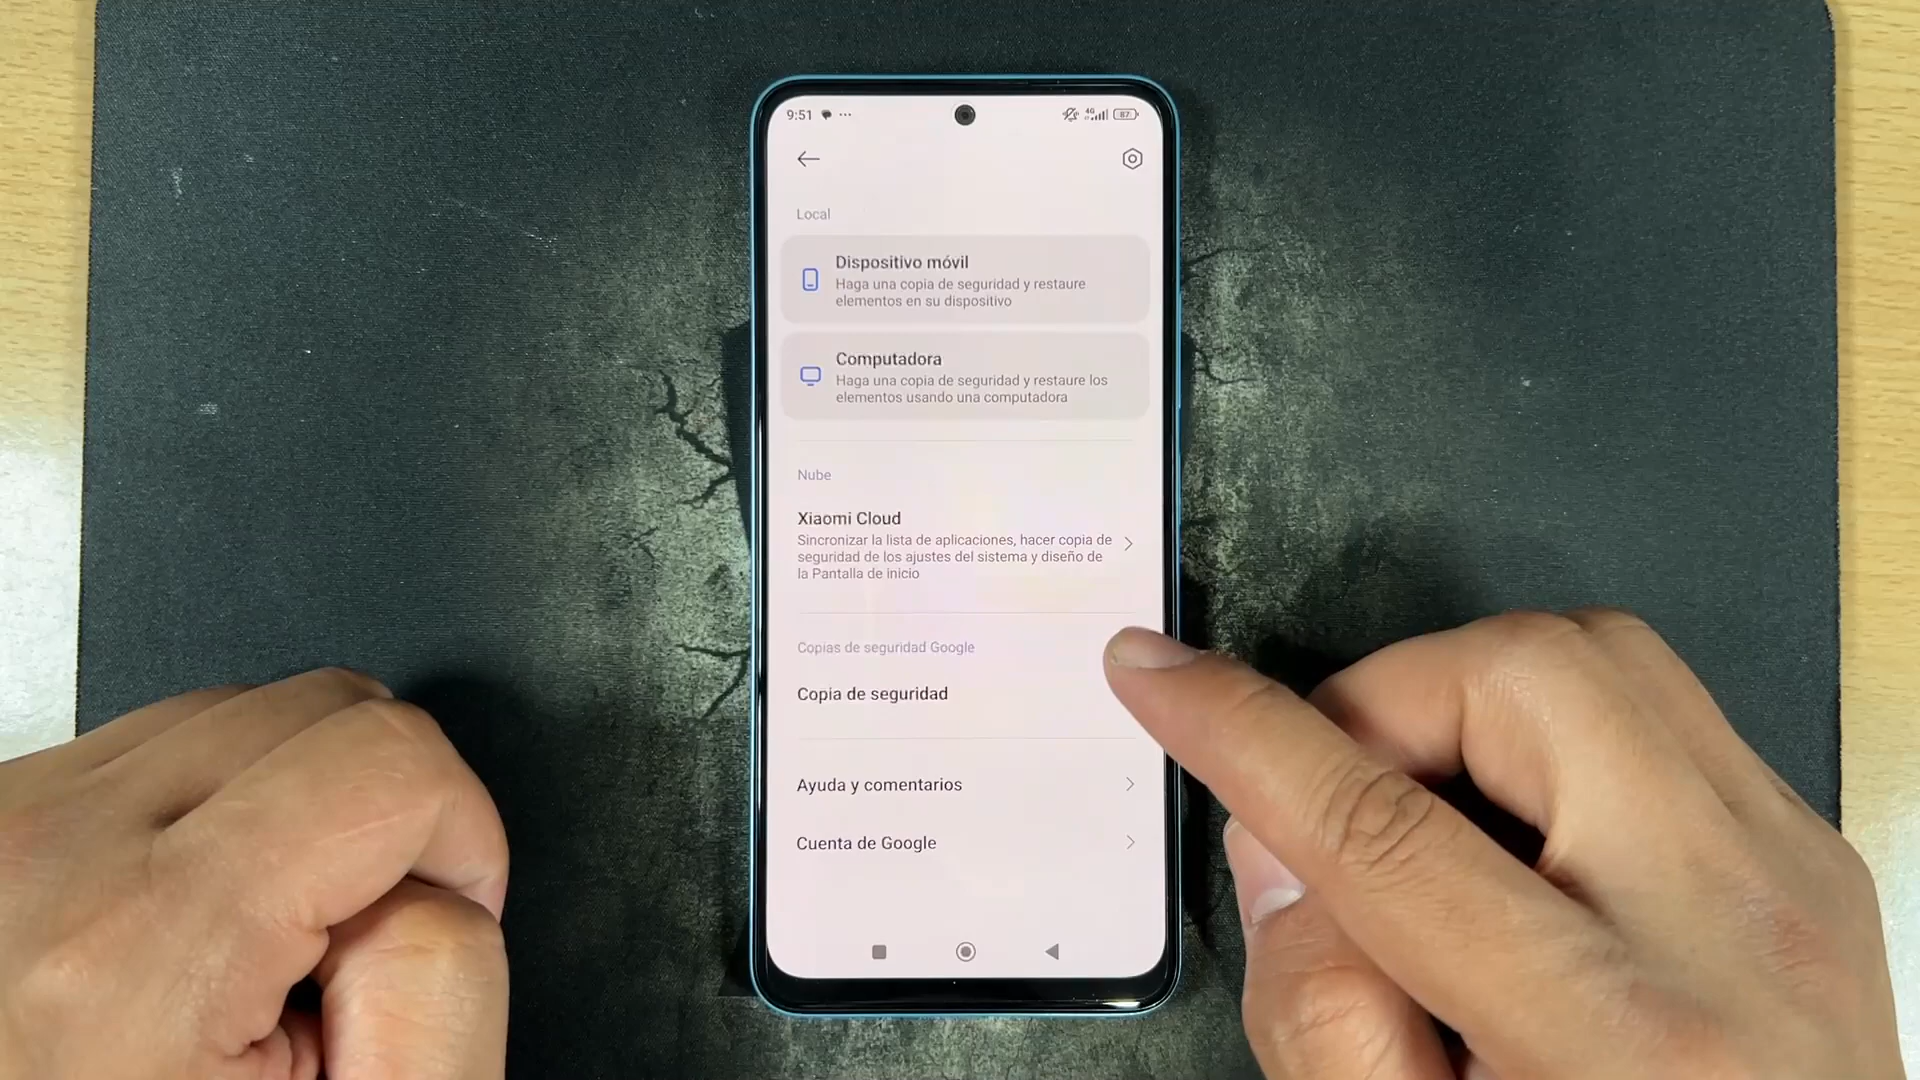 9:51
4G
87
Local
Dispositivo móvil
Haga una copia de seguridad y restaure
elementos en su dispositivo
Computadora
Haga una copia de seguridad y restaure los
elementos usando una computadora
Nube
Xiaomi Cloud
Sincronizar la lista de aplicaciones, hacer copia de
seguridad de los ajustes del sistema y diseño de
la Pantalla de inicio
Copias de seguridad Google
Copia de seguridad
Ayuda y comentarios
Cuenta de Google